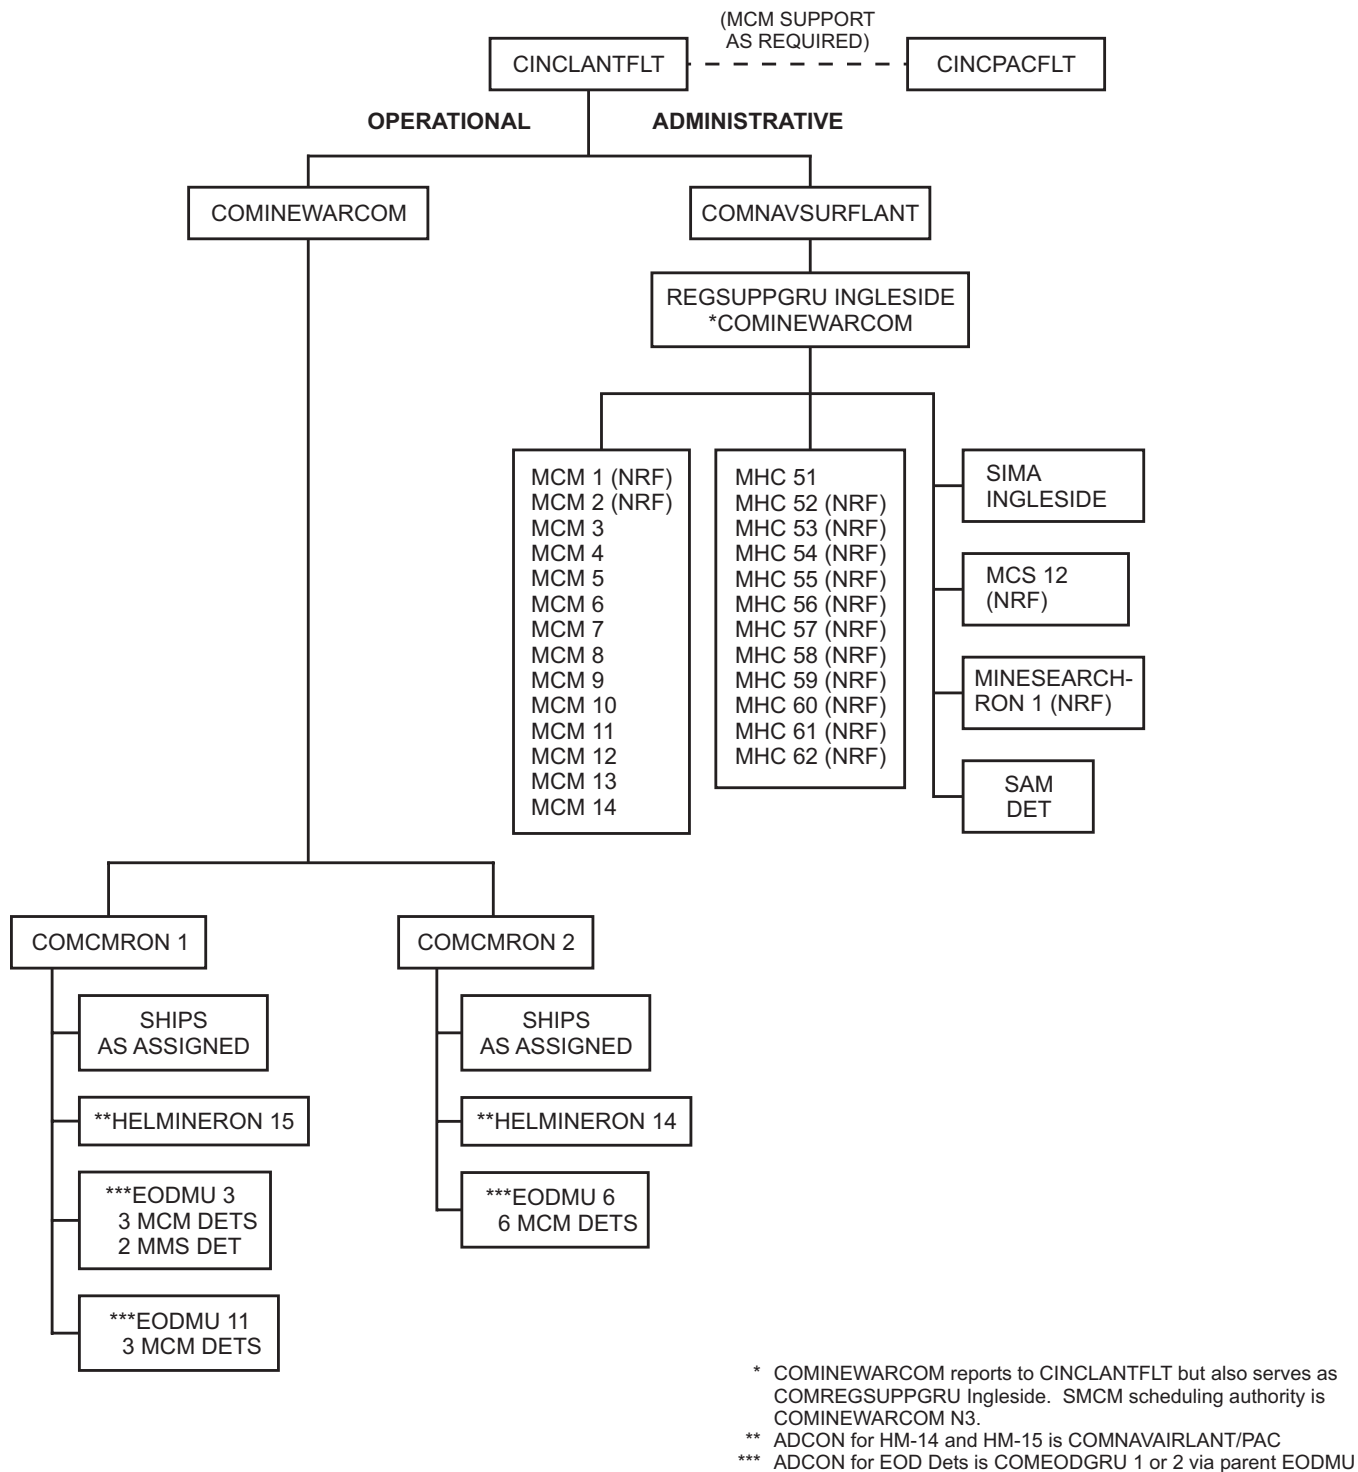 (MCM SUPPORT
AS REQUIRED)
CINCLANTFLT
CINCPACFLT
OPERATIONAL
ADMINISTRATIVE
COMINEWARCOM
COMNAVSURFLANT
REGSUPPGRU INGLESIDE
*COMINEWARCOM
MCM 1 (NRF)
MCM 2 (NRF)
MCM 3
MCM 4
MCM 5
MCM 6
MCM 7
MCM 8
MCM 9
MCM 10
MCM 11
MCM 12
MCM 13
MCM 14
MHC 51
MHC 52 (NRF)
MHC 53 (NRF)
MHC 54 (NRF)
MHC 55 (NRF)
MHC 56 (NRF)
MHC 57 (NRF)
MHC 58 (NRF)
MHC 59 (NRF)
MHC 60 (NRF)
MHC 61 (NRF)
MHC 62 (NRF)
SIMA
INGLESIDE
MCS 12
(NRF)
MINESEARCH-
RON 1 (NRF)
SAM
DET
COMCMRON 1
SHIPS
AS ASSIGNED
**HELMINERON 15
***EODMU 3
3 MCM DETS
2 MMS DET
***EODMU 11
3 MCM DETS
COMCMRON 2
SHIPS
AS ASSIGNED
**HELMINERON 14
***EODMU 6
6 MCM DETS
* COMINEWARCOM reports to CINCLANTFLT but also serves as
COMREGSUPPGRU Ingleside. SMCM scheduling authority is
COMINEWARCOM N3.
** ADCON for HM-14 and HM-15 is COMNAVAIRLANT/PAC
*** ADCON for EOD Dets is COMEODGRU 1 or 2 via parent EODMU